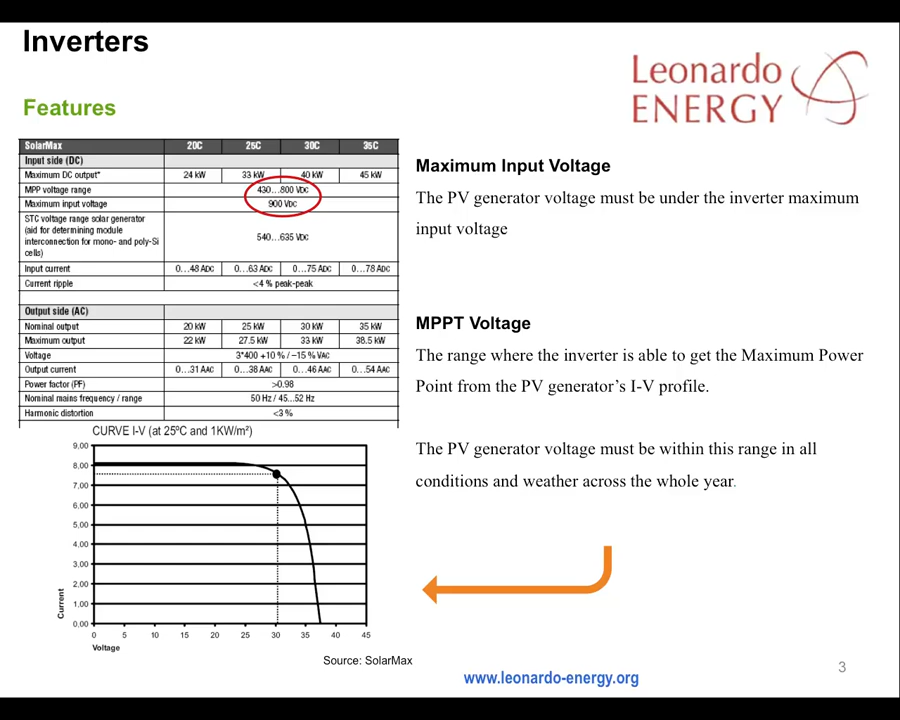 Inverters
Leonardo
ENERGY
Features
SolarMax 20C 25C 30C 35C
Input side (DC)
Maximum DC output* 24 kW 33 kW 40 kW 45 kW
MPP voltage range 430...800 VDC
Maximum input voltage 900 VDC
STC voltage range solar generator
(aid for determining module
interconnection for mono- and poly-Si
cells)
540...635 VDC
Input current 0...48 ADC 0...63 ADC 0...75 ADC 0...78 ADC
Current ripple <4 % peak-peak
Output side (AC)
Nominal output 20 kW 25 kW 30 kW 35 kW
Maximum output 22 kW 27.5 kW 33 kW 38.5 kW
Voltage 3*400 +10 % / –15 % VAC
Output current 0...31 AAC 0...38 AAC 0...46 AAC 0...54 AAC
Power factor (PF) >0.98
Nominal mains frequency / range 50 Hz / 45...52 Hz
Harmonic distortion <3 %
CURVE I-V (at 25ºC and 1KW/m²)
9,00
8,00
7,00
6,00
5,00
4,00
3,00
2,00
1,00
0,00
Current
0 5 10 15 20 25 30 35 40 45
Voltage
Source: SolarMax
Maximum Input Voltage
The PV generator voltage must be under the inverter maximum
input voltage
MPPT Voltage
The range where the inverter is able to get the Maximum Power
Point from the PV generator’s I-V profile.
The PV generator voltage must be within this range in all
conditions and weather across the whole year.
www.leonardo-energy.org
3